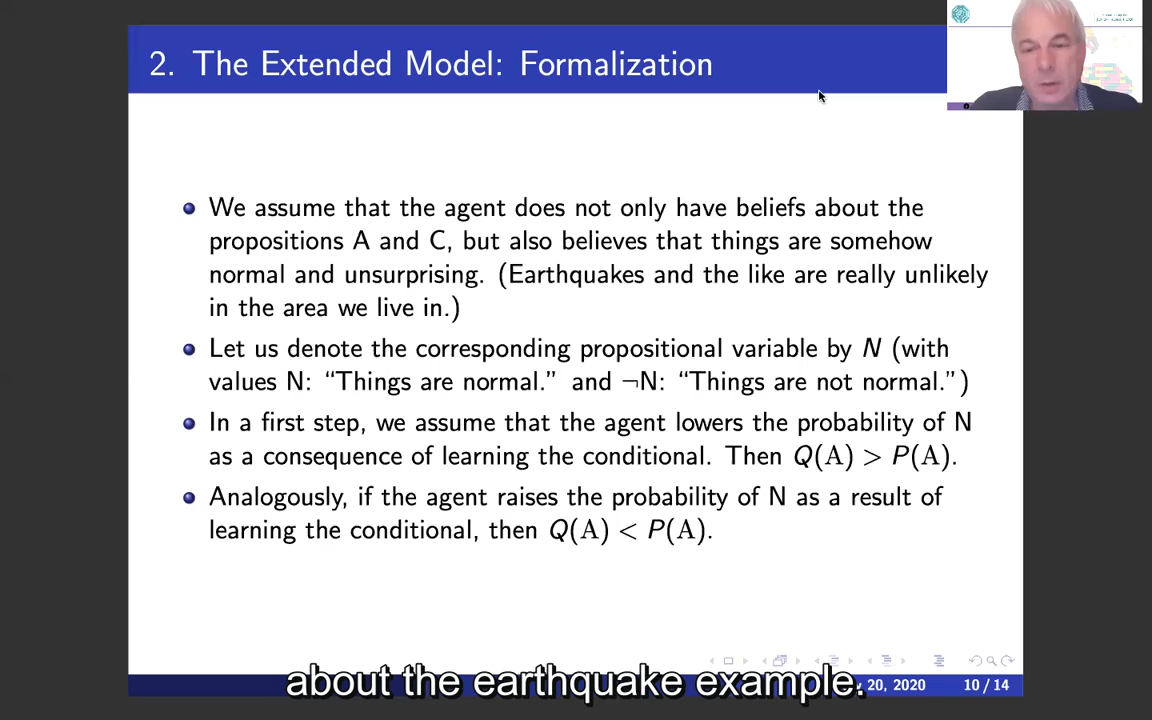 2. The Extended Model: Formalization
We assume that the agent does not only have beliefs about the
propositions A and C, but also believes that things are somehow
normal and unsurprising. (Earthquakes and the like are really unlikely
in the area we live in.)
Let us denote the corresponding propositional variable by N (with
values N: “Things are normal.” and ¬N: “Things are not normal.”)
In a first step, we assume that the agent lowers the probability of N
as a consequence of learning the conditional. Then Q(A) > P(A).
Analogously, if the agent raises the probability of N as a result of
learning the conditional, then Q(A) < P(A).
about the earthquake example.
20, 2020 10 / 14